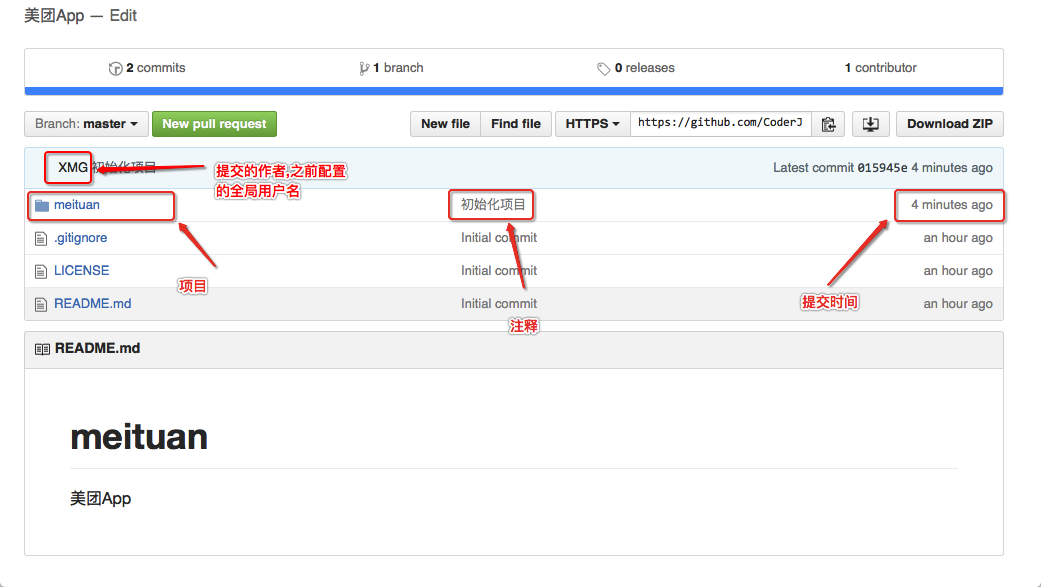 美团App — Edit
2 commits 1 branch 0 releases 1 contributor
Branch: master New pull request New file Find file HTTPS https://github.com/CoderJ Download ZIP
XMG 初始化项目 Latest commit 015945e 4 minutes ago
提交的作者,之前配置
的全局用户名
meituan 初始化项目 4 minutes ago
.gitignore Initial commit an hour ago
LICENSE Initial commit an hour ago
项目
README.md Initial commit an hour ago
提交时间
注释
README.md
meituan
美团App